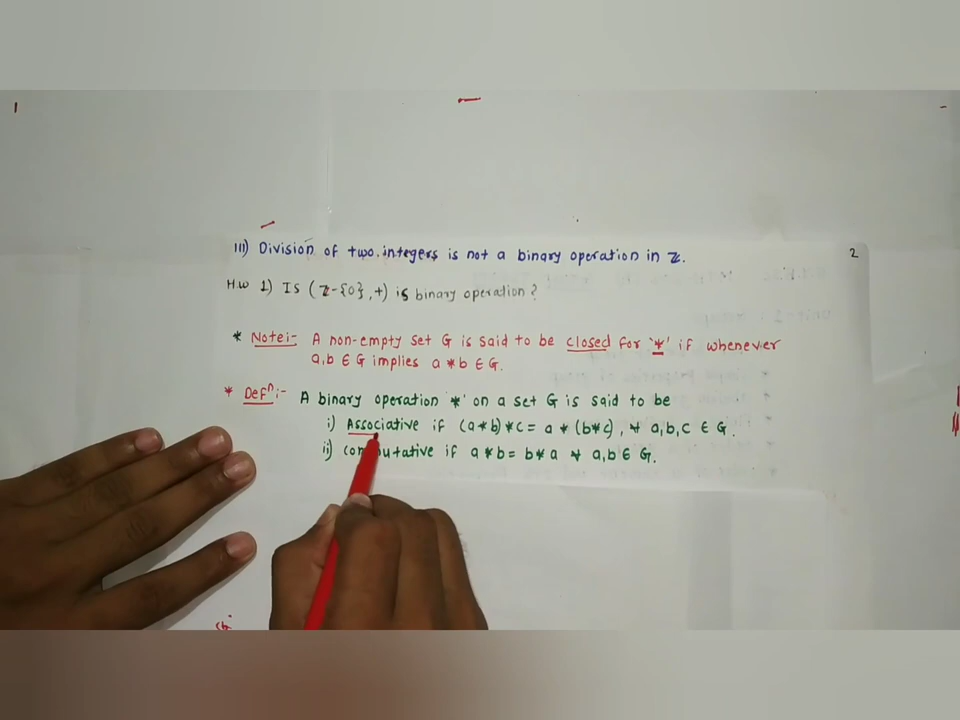 III) Division of two integers is not a binary operation in ℤ.
2
H.W 1) Is (ℤ-{0}, +) is binary operation?
* Note:- A non-empty set G is said to be closed for '*' if whenever
a,b ∈ G implies a * b ∈ G.
* Defⁿ:- A binary operation '*' on a set G is said to be
i) Associative if (a*b)*c = a * (b*c), ∀ a,b,c ∈ G.
ii) commutative if a*b = b*a ∀ a,b ∈ G.